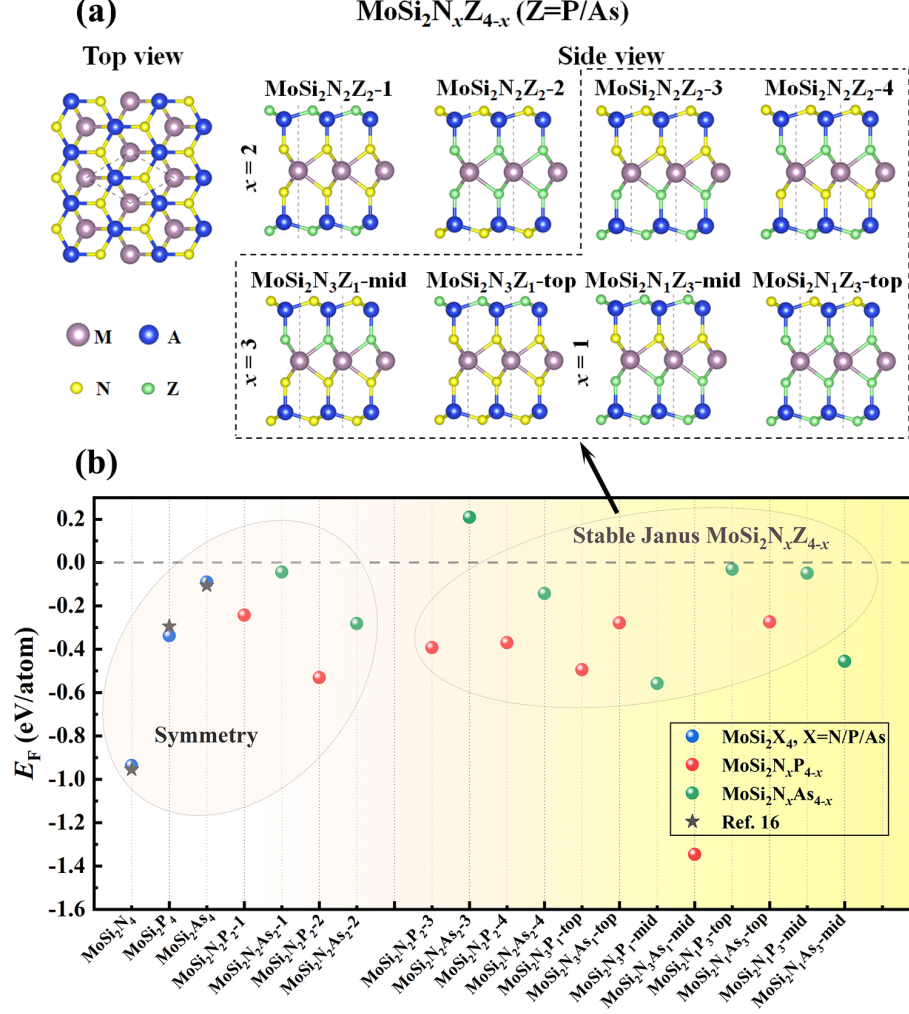 (a)
MoSi₂NₓZ₄₋ₓ (Z=P/As)
Top view
Side view
MoSi₂N₂Z₂-1
MoSi₂N₂Z₂-2
MoSi₂N₂Z₂-3
MoSi₂N₂Z₂-4
x = 2
MoSi₂N₃Z₁-mid
MoSi₂N₃Z₁-top
MoSi₂N₁Z₃-mid
MoSi₂N₁Z₃-top
x = 3
x = 1
M
A
N
Z
(b)
E_F (eV/atom)
0.2
0.0
-0.2
-0.4
-0.6
-0.8
-1.0
-1.2
-1.4
-1.6
Stable Janus MoSi₂NₓZ₄₋ₓ
Symmetry
MoSi₂X₄, X=N/P/As
MoSi₂NₓP₄₋ₓ
MoSi₂NₓAs₄₋ₓ
Ref. 16
MoSi₂N₄
MoSi₂P₄
MoSi₂As₄
MoSi₂N₂P₂-1
MoSi₂N₂As₂-1
MoSi₂N₂P₂-2
MoSi₂N₂As₂-2
MoSi₂N₂P₂-3
MoSi₂N₂As₂-3
MoSi₂N₂P₂-4
MoSi₂N₂As₂-4
MoSi₂N₃P₁-top
MoSi₂N₃As₁-top
MoSi₂N₃P₁-mid
MoSi₂N₃As₁-mid
MoSi₂N₁P₃-top
MoSi₂N₁As₃-top
MoSi₂N₁P₃-mid
MoSi₂N₁As₃-mid